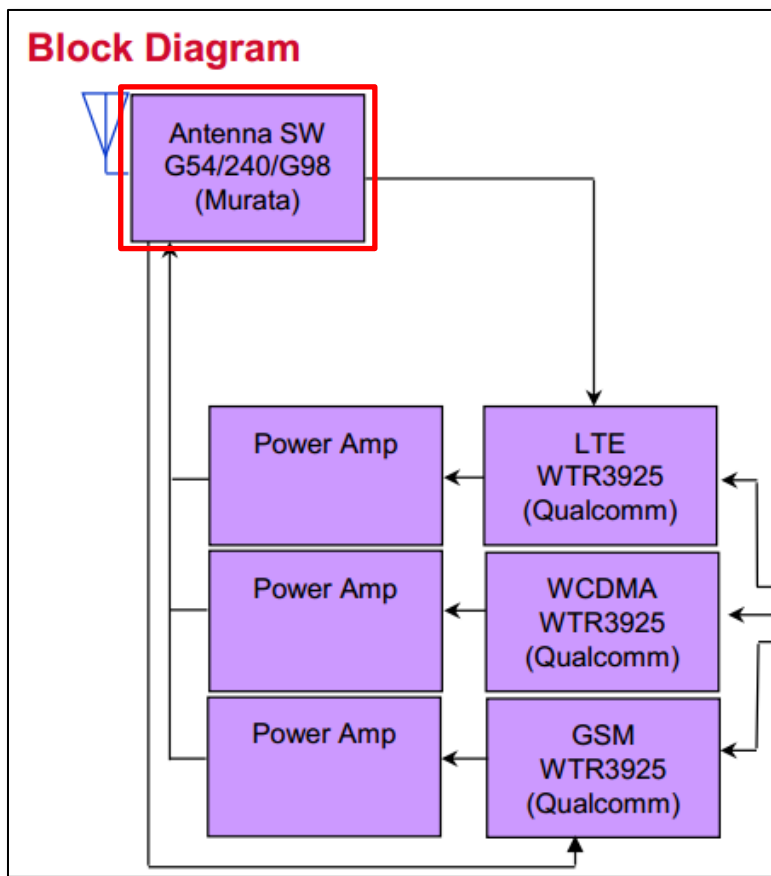 Block Diagram
Antenna SW
G54/240/G98
(Murata)
Power Amp
LTE
WTR3925
(Qualcomm)
Power Amp
WCDMA
WTR3925
(Qualcomm)
Power Amp
GSM
WTR3925
(Qualcomm)